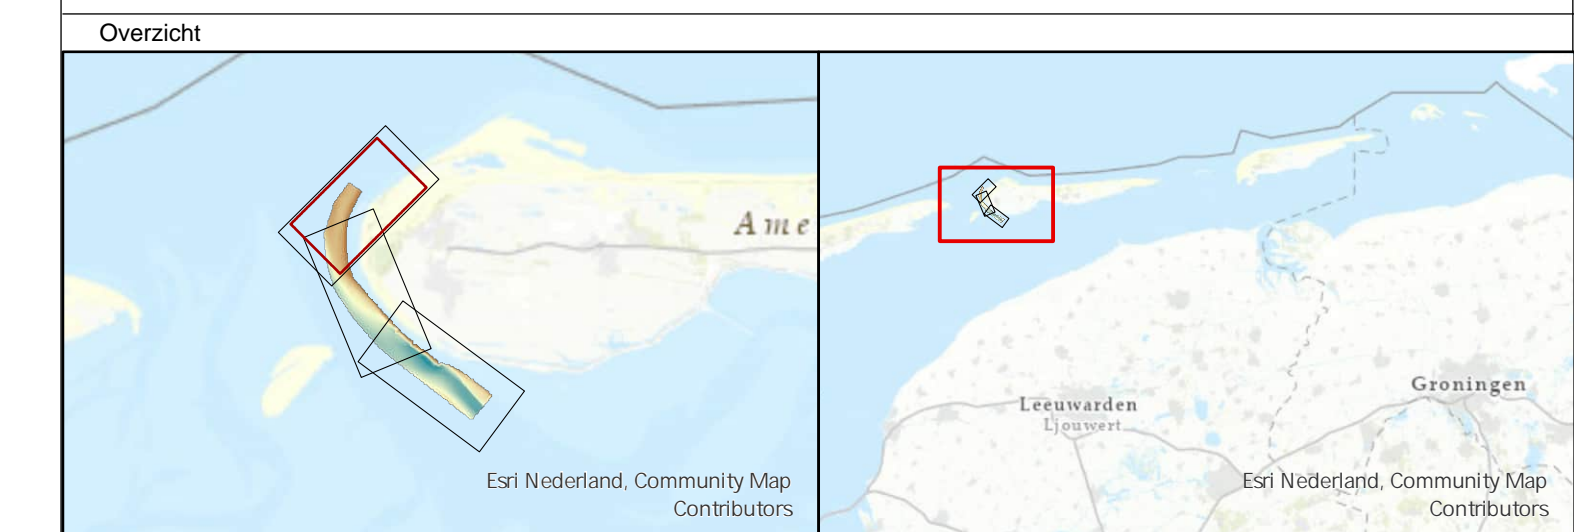 Overzicht
Ame
Esri Nederland, Community Map
Contributors
Leeuwarden
Ljouwert
Groningen
Esri Nederland, Community Map
Contributors